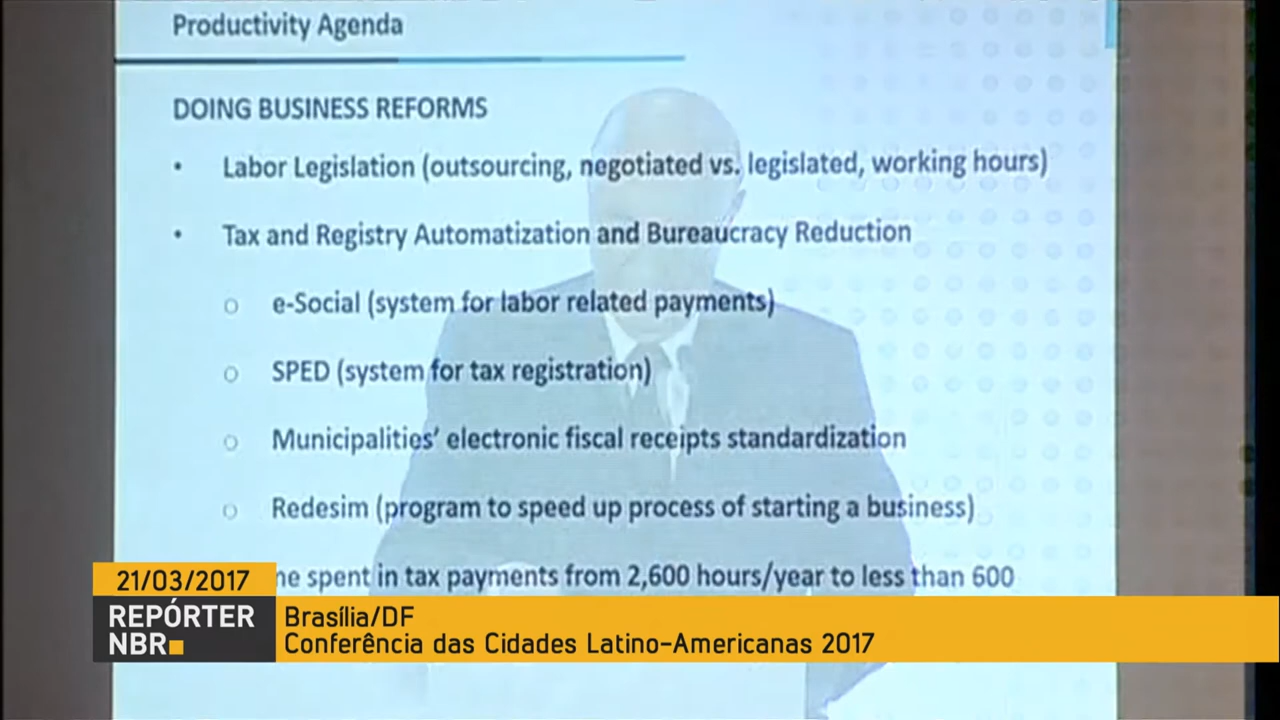 Productivity Agenda
DOING BUSINESS REFORMS
• Labor Legislation (outsourcing, negotiated vs. legislated, working hours)
• Tax and Registry Automatization and Bureaucracy Reduction
o e-Social (system for labor related payments)
o SPED (system for tax registration)
o Municipalities’ electronic fiscal receipts standardization
o Redesim (program to speed up process of starting a business)
spent in tax payments from 2,600 hours/year to less than 600
21/03/2017
REPÓRTER
NBR
Brasília/DF
Conferência das Cidades Latino-Americanas 2017